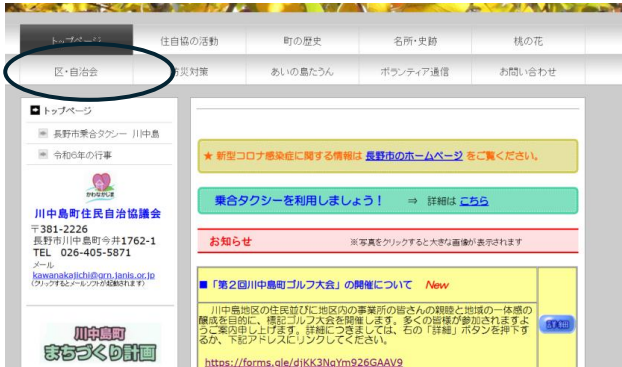 トップページ 住自協の活動 町の歴史 名所・史跡 桃の花
区・自治会 防災対策 あいの島たうん ボランティア通信 お問い合わせ
トップページ
長野市乗合タクシー 川中島
令和6年の行事
かわなかじま
川中島町住民自治協議会
〒381-2226
長野市川中島町今井1762-1
TEL 026-405-5871
メール
kawanakajichi@grn.janis.or.jp
(クリックするとメールソフトが起動されます)
川中島町
まちづくり計画
★ 新型コロナ感染症に関する情報は 長野市のホームページ をご覧ください。
乗合タクシーを利用しましょう! ⇒ 詳細は こちら
お知らせ ※写真をクリックすると大きな画像が表示されます
■「第2回川中島町ゴルフ大会」の開催について New
川中島地区の住民並びに地区内の事業所の皆さんの親睦と地域の一体感の
醸成を目的に、標記ゴルフ大会を開催します。多くの皆様が参加されますよ
うご案内申し上げます。詳細につきましては、右の「詳細」ボタンを押下す
るか、下記アドレスにリンクしてください。
詳細
https://forms.gle/djKK3NqYm926GAAV9